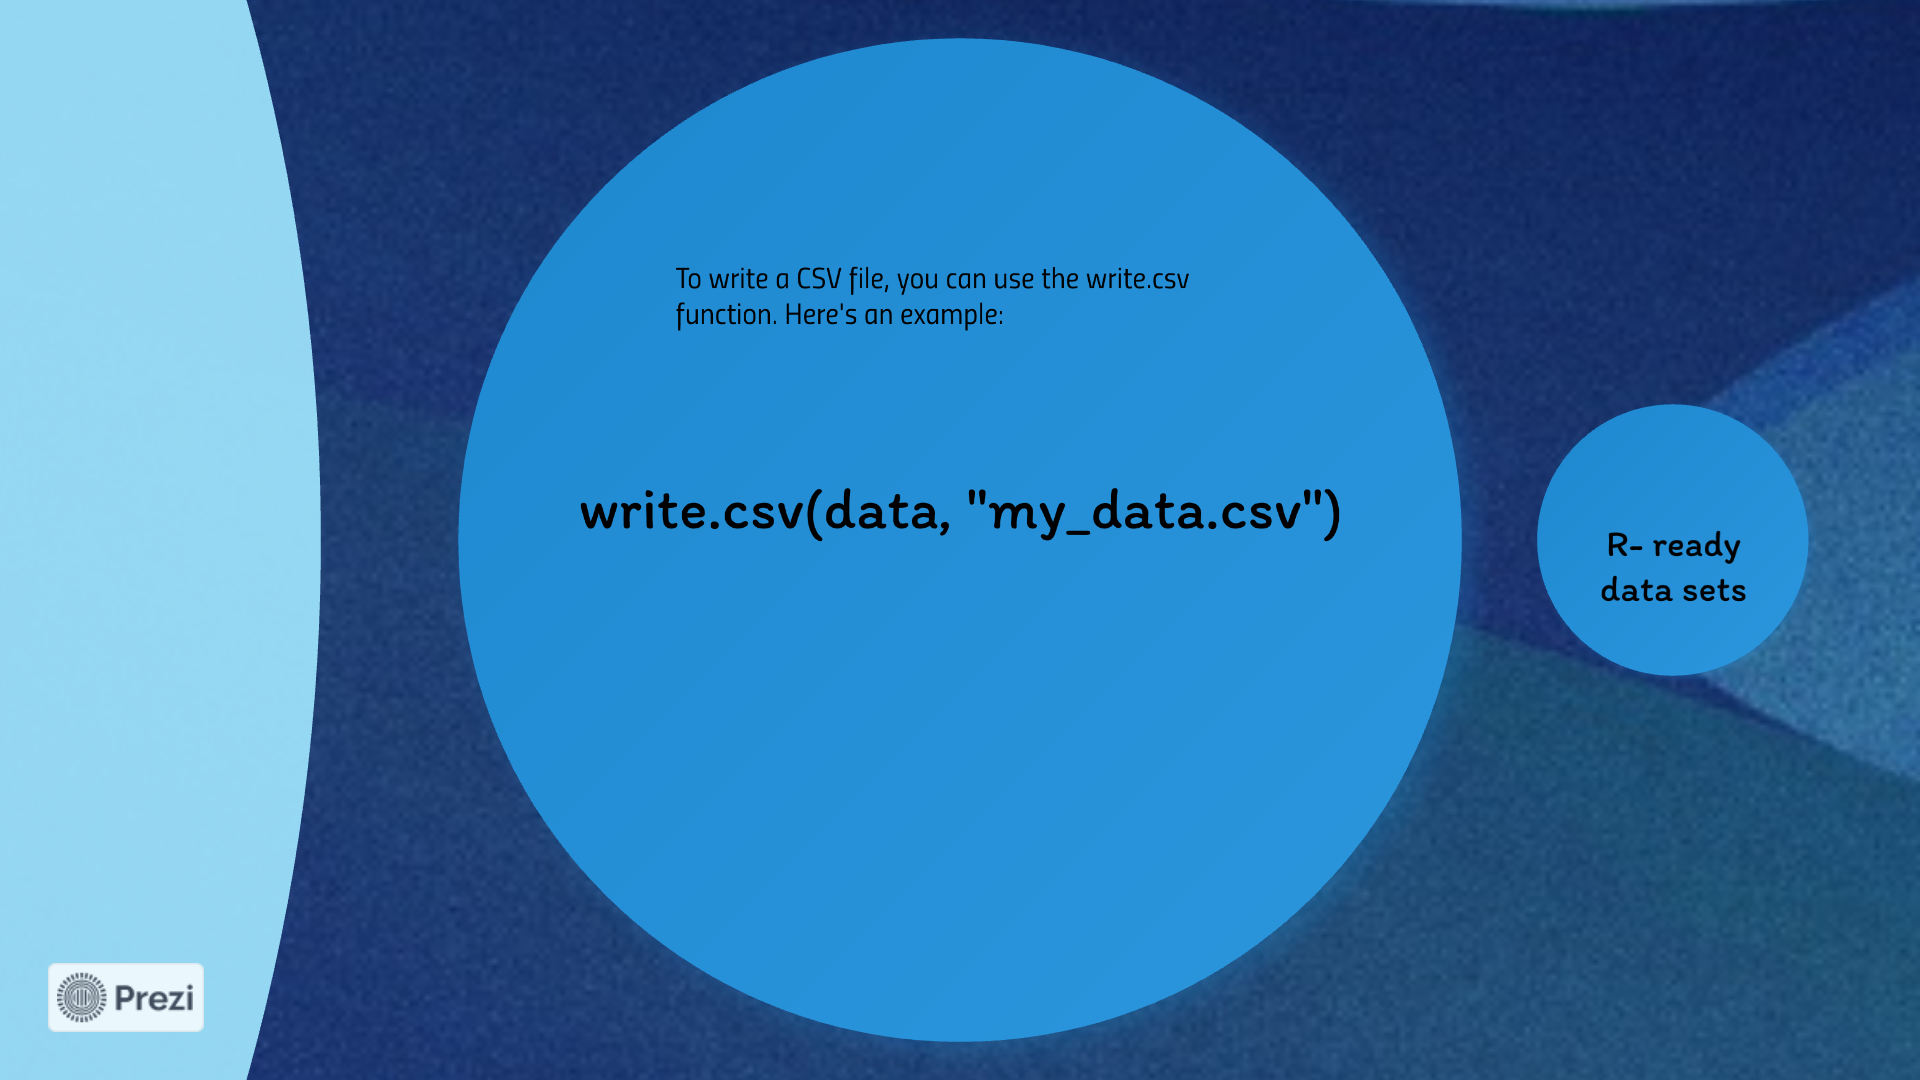 To write a CSV file, you can use the write.csv
function. Here's an example:
write.csv(data, "my_data.csv")
R- ready
data sets
Prezi